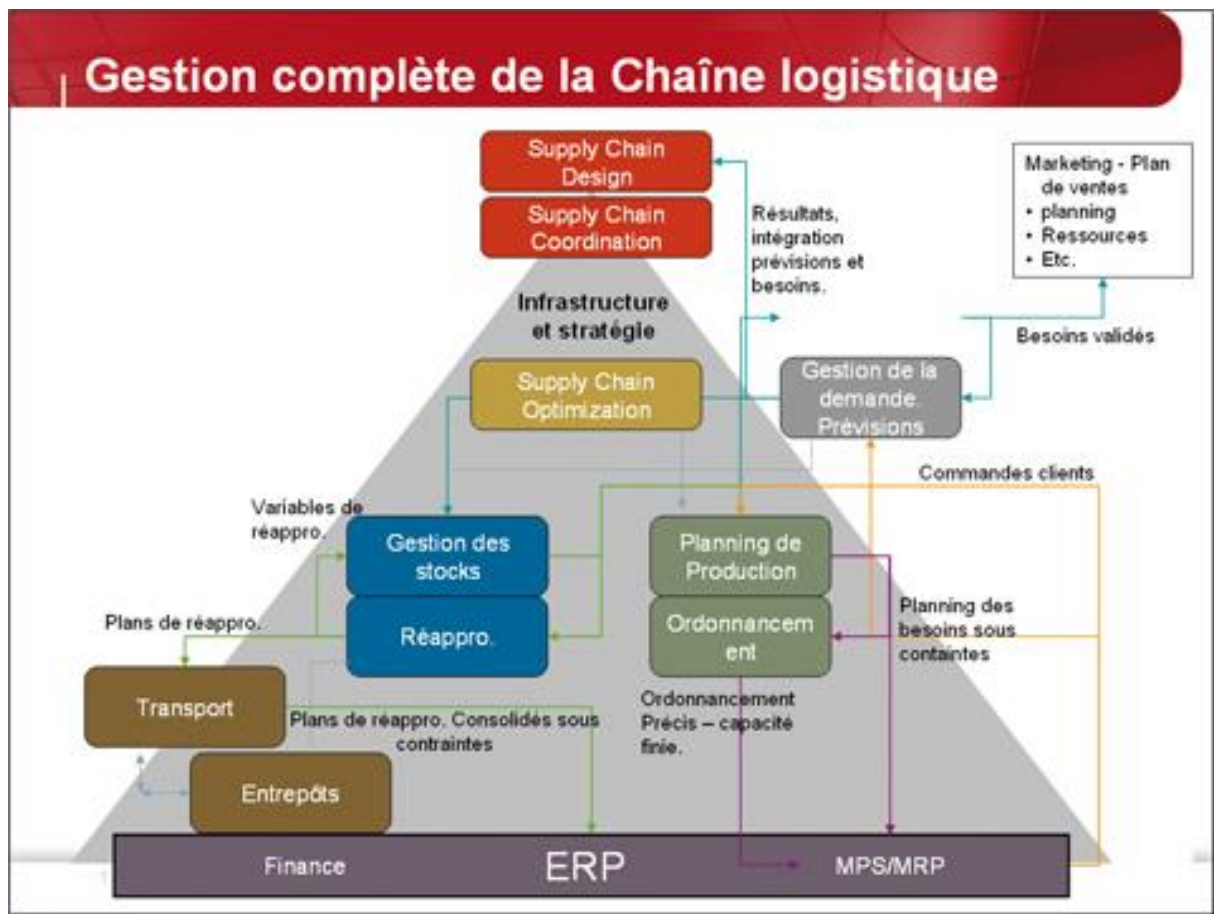 Gestion complète de la Chaîne logistique
Supply Chain
Design
Supply Chain
Coordination
Marketing - Plan
de ventes
• planning
• Ressources
• Etc.
Résultats,
intégration
prévisions et
besoins.
Infrastructure
et stratégie
Besoins validés
Supply Chain
Optimization
Gestion de la
demande.
Prévisions
Commandes clients
Variables de
réappro.
Gestion des
stocks
Planning de
Production
Plans de réappro.
Réappro.
Ordonnancem
ent
Planning des
besoins sous
containtes
Transport
Plans de réappro. Consolidés sous
contraintes
Ordonnancement
Précis – capacité
finie.
Entrepôts
Finance
ERP
MPS/MRP